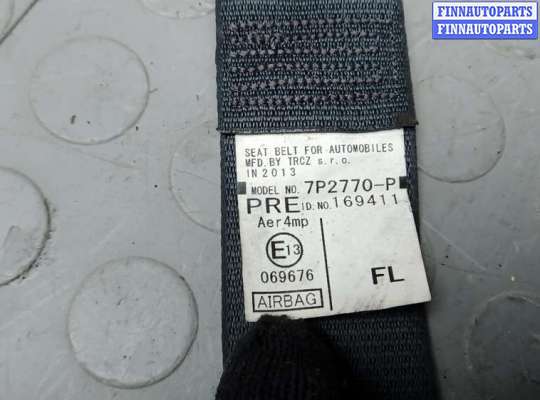 FINNAUTOPARTS
FINNAUTOPARTS
SEAT BELT FOR AUTOMOBILES
MFD. BY TRCZ s.r.o.
IN 2013
MODEL NO. 7P2770-P
PRE ID.NO.169411
Aer4mp
E13
069676
FL
AIRBAG